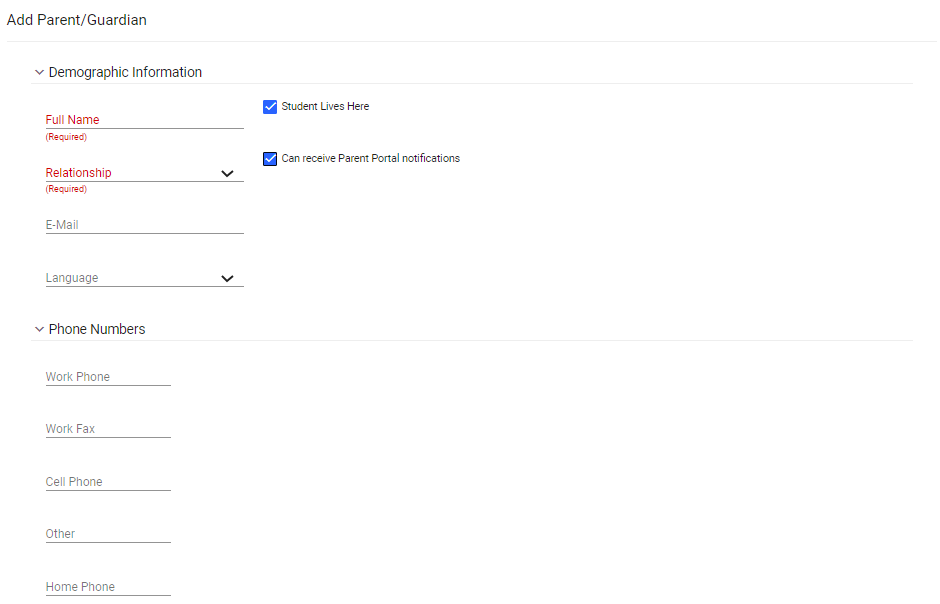 Add Parent/Guardian
Demographic Information
Full Name
(Required)
Student Lives Here
Relationship
(Required)
Can receive Parent Portal notifications
E-Mail
Language
Phone Numbers
Work Phone
Work Fax
Cell Phone
Other
Home Phone